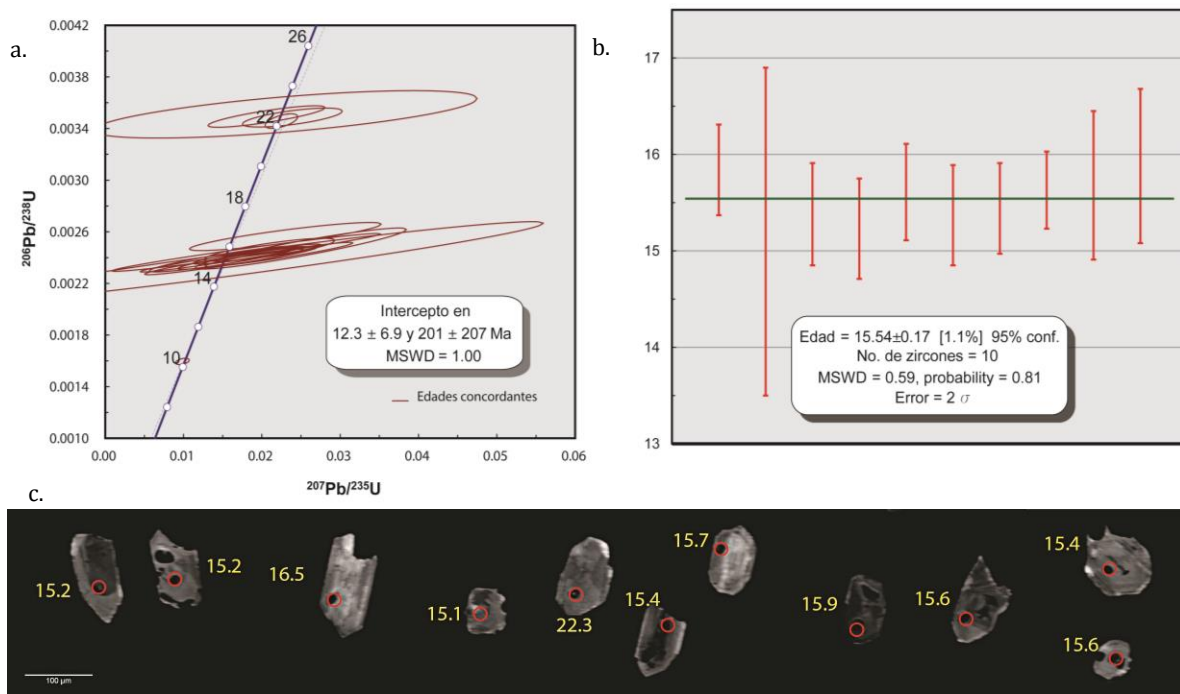 a.
0.0042
0.0038
0.0034
0.0030
0.0026
0.0022
0.0018
0.0014
0.0010
206Pb/238U
26
22
18
14
10
Intercepto en
12.3 ± 6.9 y 201 ± 207 Ma
MSWD = 1.00
Edades concordantes
0.00 0.01 0.02 0.03 0.04 0.05 0.06
207Pb/235U
b.
17
16
15
14
13
Edad = 15.54±0.17 [1.1%] 95% conf.
No. de zircones = 10
MSWD = 0.59, probability = 0.81
Error = 2 σ
c.
15.2
15.2
16.5
15.1
22.3
15.4
15.7
15.9
15.6
15.4
15.6
100 µm